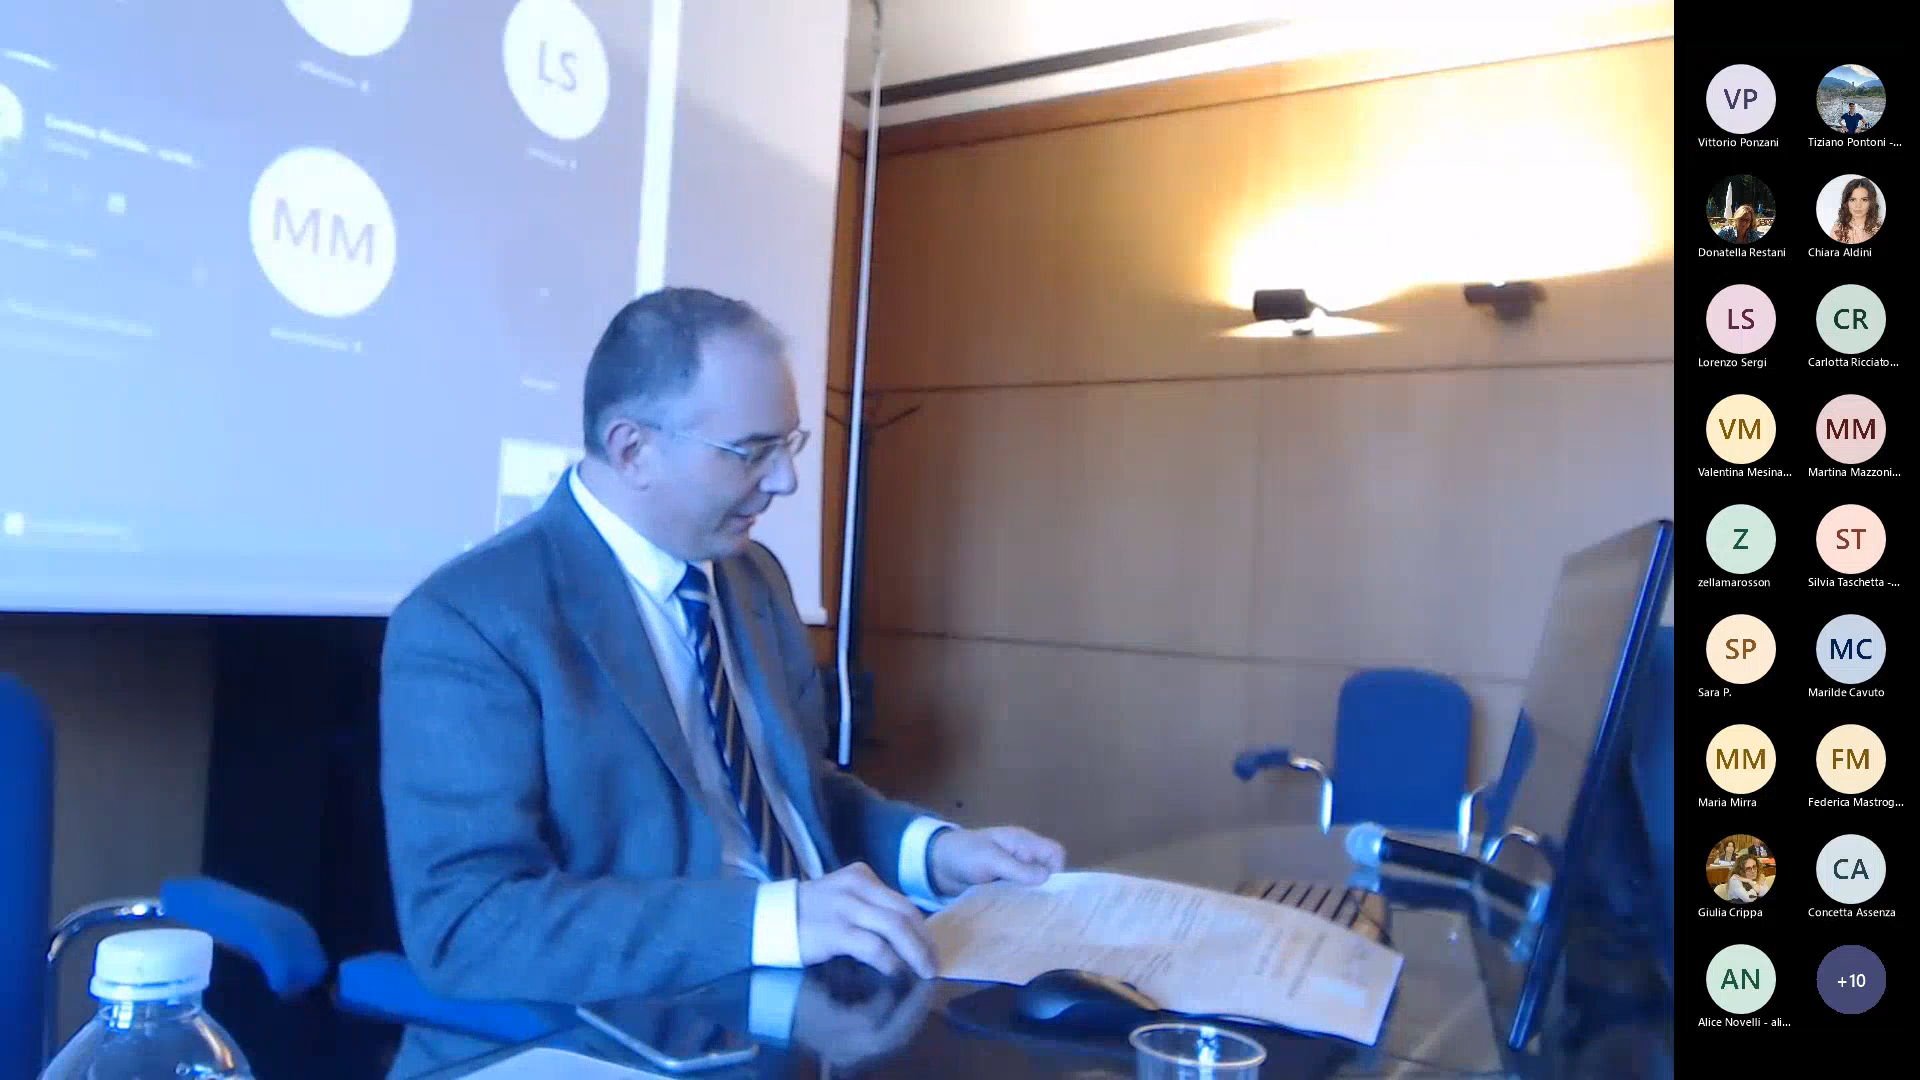 LS
MM
VP
Vittorio Ponzani
Tiziano Pontoni -...
Donatella Restani
Chiara Aldini
LS
Lorenzo Sergi
CR
Carlotta Ricciato...
VM
Valentina Mesina...
MM
Martina Mazzoni...
Z
zellamarosson
ST
Silvia Taschetta -...
SP
Sara P.
MC
Marilde Cavuto
MM
Maria Mirra
FM
Federica Mastrog...
Giulia Crippa
CA
Concetta Assenza
AN
Alice Novelli - ali...
+10